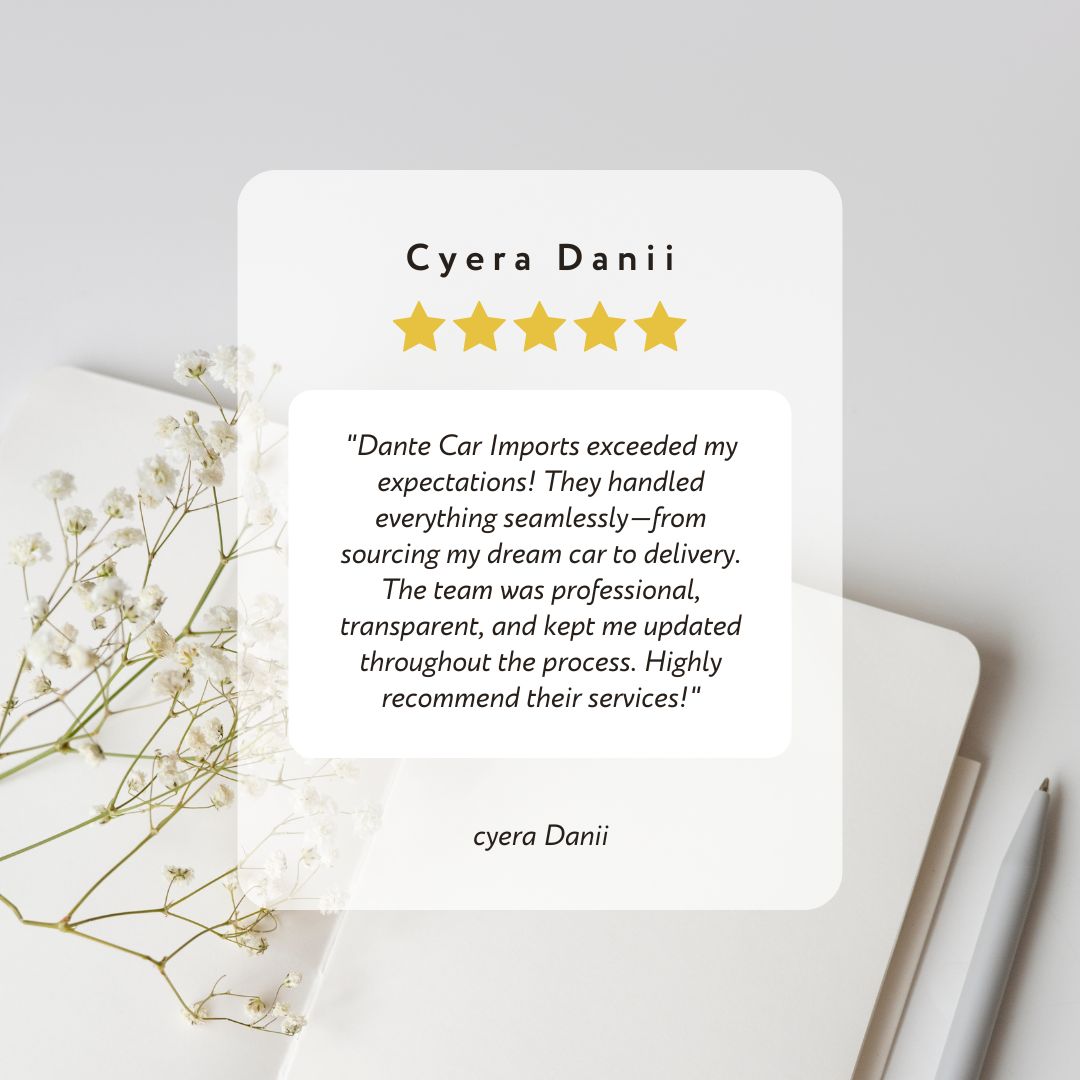 Cyera Danii
"Dante Car Imports exceeded my
expectations! They handled
everything seamlessly—from
sourcing my dream car to delivery.
The team was professional,
transparent, and kept me updated
throughout the process. Highly
recommend their services!"
cyera Danii